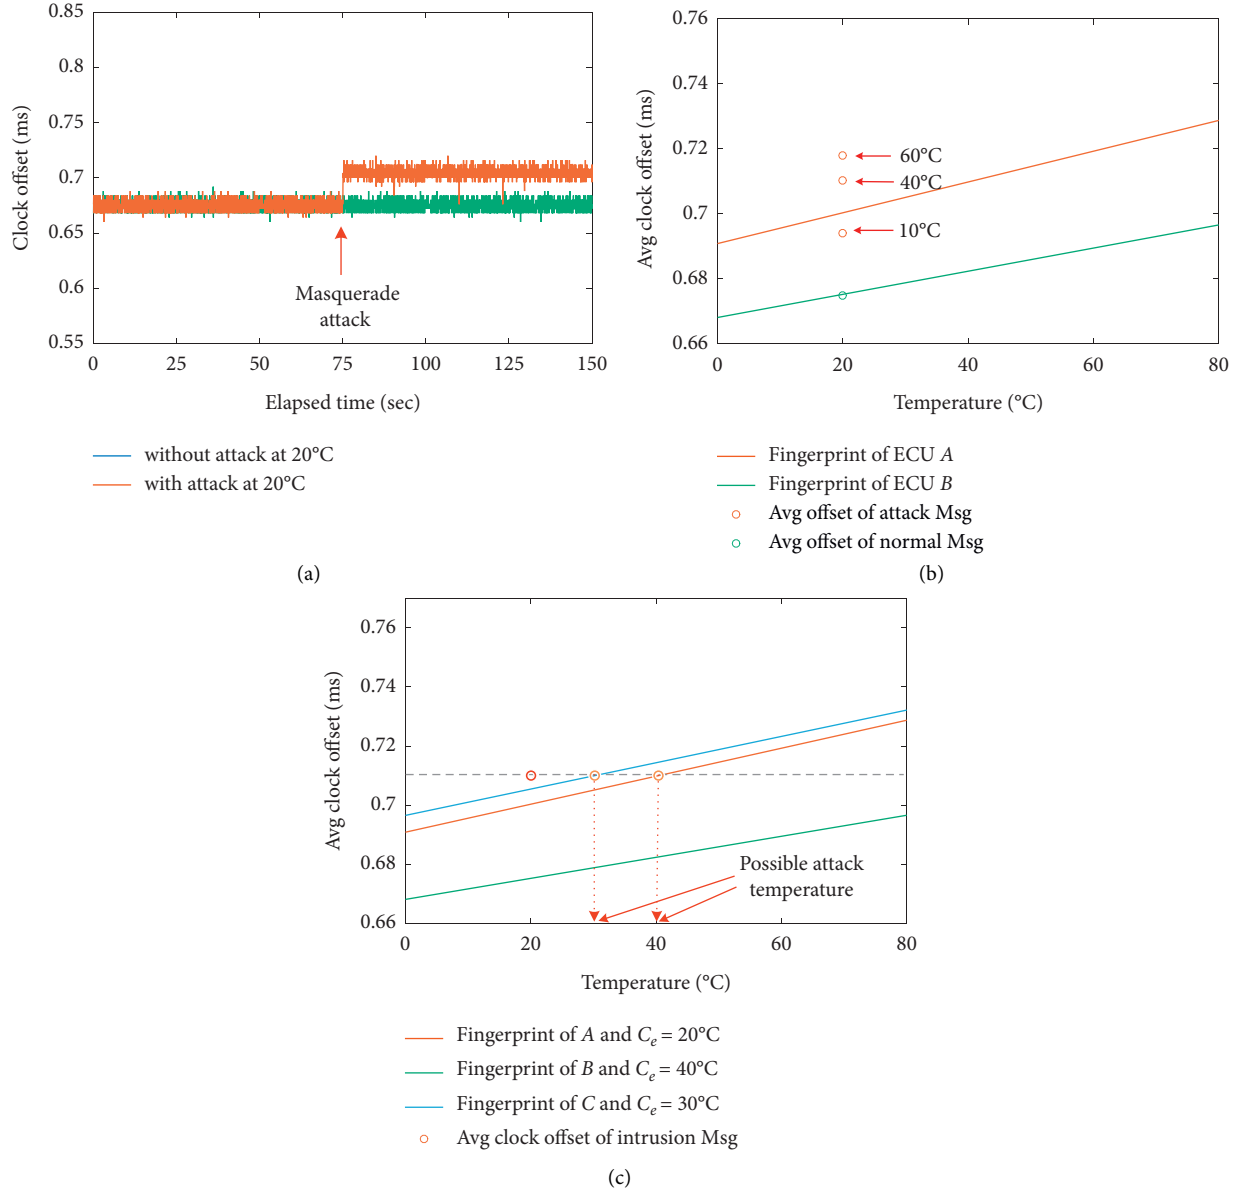 0.85
0.8
0.75
0.7
0.65
0.6
0.55
Clock offset (ms)
Masquerade
attack
0 25 50 75 100 125 150
Elapsed time (sec)
without attack at 20°C
with attack at 20°C
(a)
0.76
0.74
0.72
0.7
0.68
0.66
Avg clock offset (ms)
60°C
40°C
10°C
0 20 40 60 80
Temperature (°C)
Fingerprint of ECU A
Fingerprint of ECU B
Avg offset of attack Msg
Avg offset of normal Msg
(b)
0.76
0.74
0.72
0.7
0.68
0.66
Avg clock offset (ms)
Possible attack
temperature
0 20 40 60 80
Temperature (°C)
Fingerprint of A and Ce = 20°C
Fingerprint of B and Ce = 40°C
Fingerprint of C and Ce = 30°C
Avg clock offset of intrusion Msg
(c)